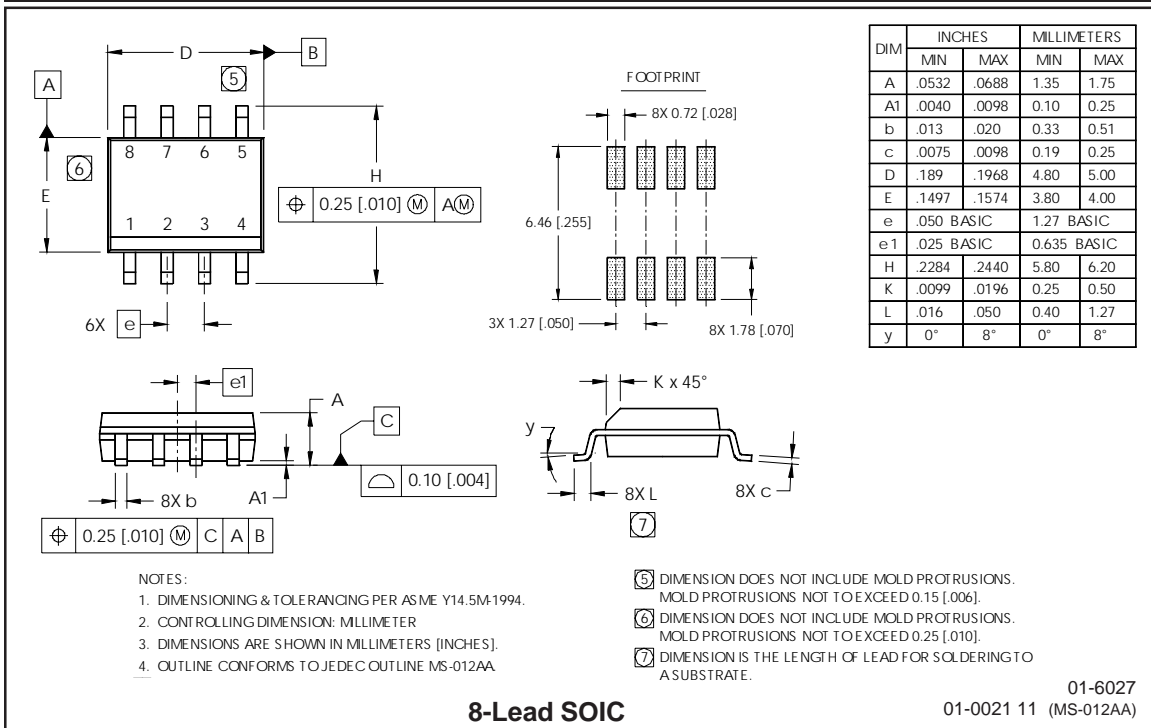 D
B
5
A
8 7 6 5
6
E
H
⌖ 0.25 [.010] Ⓜ A Ⓜ
1 2 3 4
6X e
FOOTPRINT
8X 0.72 [.028]
6.46 [.255]
3X 1.27 [.050]
8X 1.78 [.070]
DIM INCHES MILLIMETERS
MIN MAX MIN MAX
A .0532 .0688 1.35 1.75
A1 .0040 .0098 0.10 0.25
b .013 .020 0.33 0.51
c .0075 .0098 0.19 0.25
D .189 .1968 4.80 5.00
E .1497 .1574 3.80 4.00
e .050 BASIC 1.27 BASIC
e1 .025 BASIC 0.635 BASIC
H .2284 .2440 5.80 6.20
K .0099 .0196 0.25 0.50
L .016 .050 0.40 1.27
y 0° 8° 0° 8°
e1
A
C
0.10 [.004]
8X b
A1
⌖ 0.25 [.010] Ⓜ C A B
K x 45°
y
8X L
7
8X c
NOTES:
1. DIMENSIONING & TOLERANCING PER ASME Y14.5M-1994.
2. CONTROLLING DIMENSION: MILLIMETER
3. DIMENSIONS ARE SHOWN IN MILLIMETERS [INCHES].
4. OUTLINE CONFORMS TO JEDEC OUTLINE MS-012AA.
5 DIMENSION DOES NOT INCLUDE MOLD PROTRUSIONS.
MOLD PROTRUSIONS NOT TO EXCEED 0.15 [.006].
6 DIMENSION DOES NOT INCLUDE MOLD PROTRUSIONS.
MOLD PROTRUSIONS NOT TO EXCEED 0.25 [.010].
7 DIMENSION IS THE LENGTH OF LEAD FOR SOLDERING TO
A SUBSTRATE.
8-Lead SOIC
01-6027
01-0021 11 (MS-012AA)